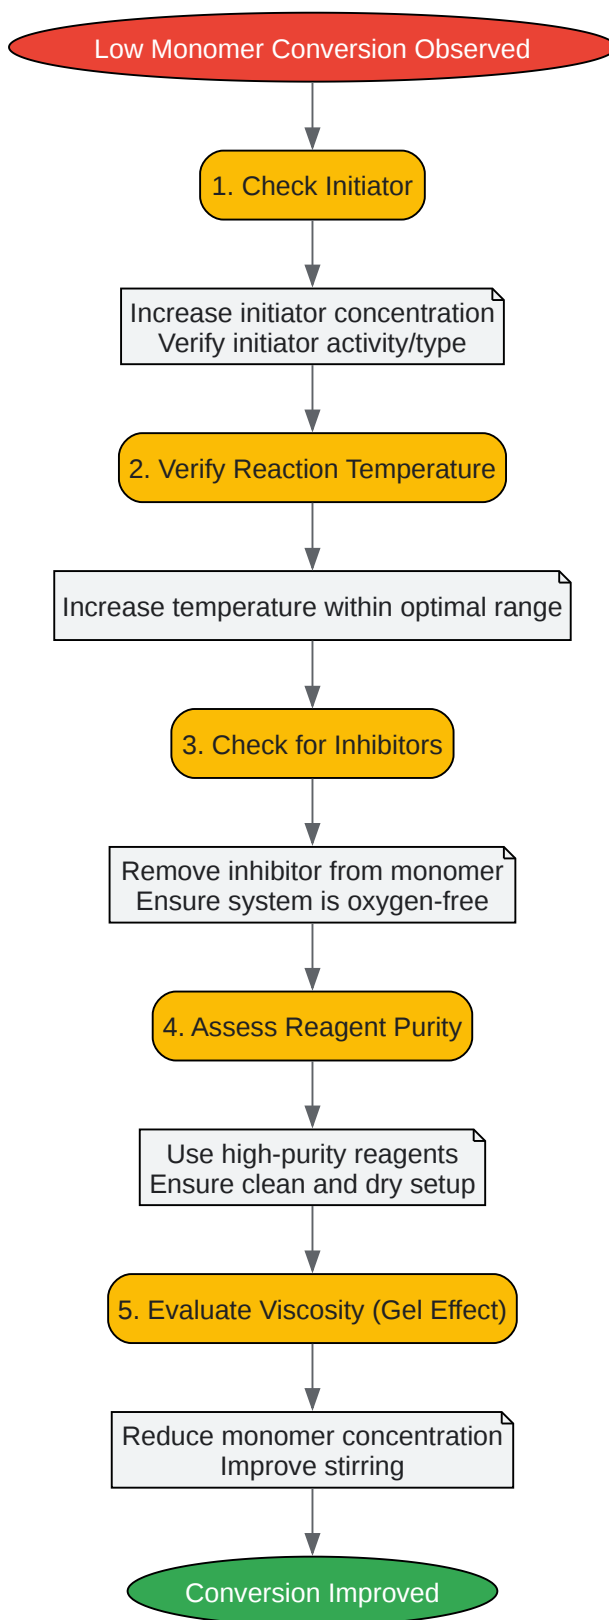 Low Monomer Conversion Observed
1. Check Initiator
Increase initiator concentration
Verify initiator activity/type
2. Verify Reaction Temperature
Increase temperature within optimal range
3. Check for Inhibitors
Remove inhibitor from monomer
Ensure system is oxygen-free
4. Assess Reagent Purity
Use high-purity reagents
Ensure clean and dry setup
5. Evaluate Viscosity (Gel Effect)
Reduce monomer concentration
Improve stirring
Conversion Improved